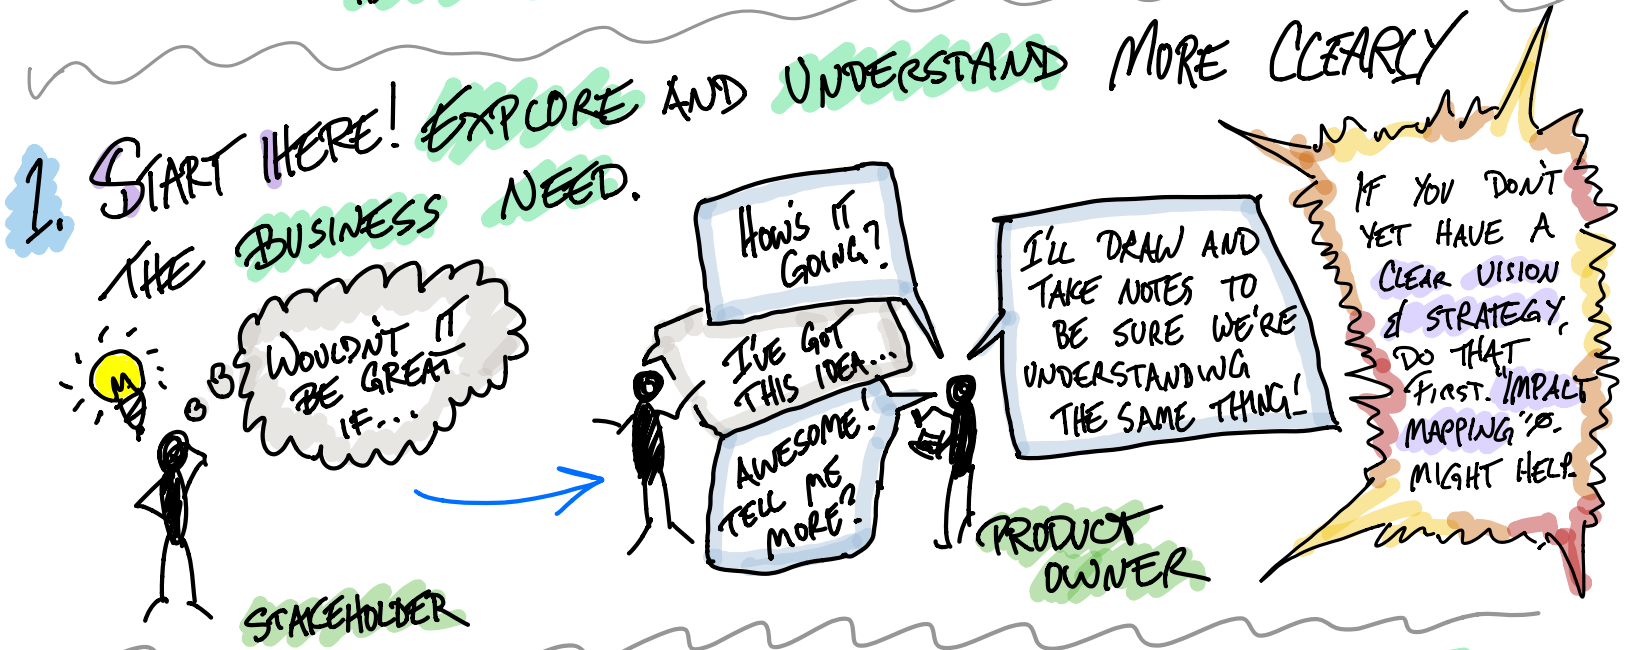 1. START HERE! EXPLORE AND UNDERSTAND MORE CLEARLY
THE BUSINESS NEED.
WOULDN'T IT
BE GREAT
IF...
STAKEHOLDER
HOW'S IT
GOING?
I'VE GOT
THIS IDEA...
AWESOME!
TELL ME
MORE?
I'LL DRAW AND
TAKE NOTES TO
BE SURE WE'RE
UNDERSTANDING
THE SAME THING!
PRODUCT
OWNER
IF YOU DON'T
YET HAVE A
CLEAR VISION
& STRATEGY,
DO THAT
FIRST. "IMPACT
MAPPING"
MIGHT HELP.